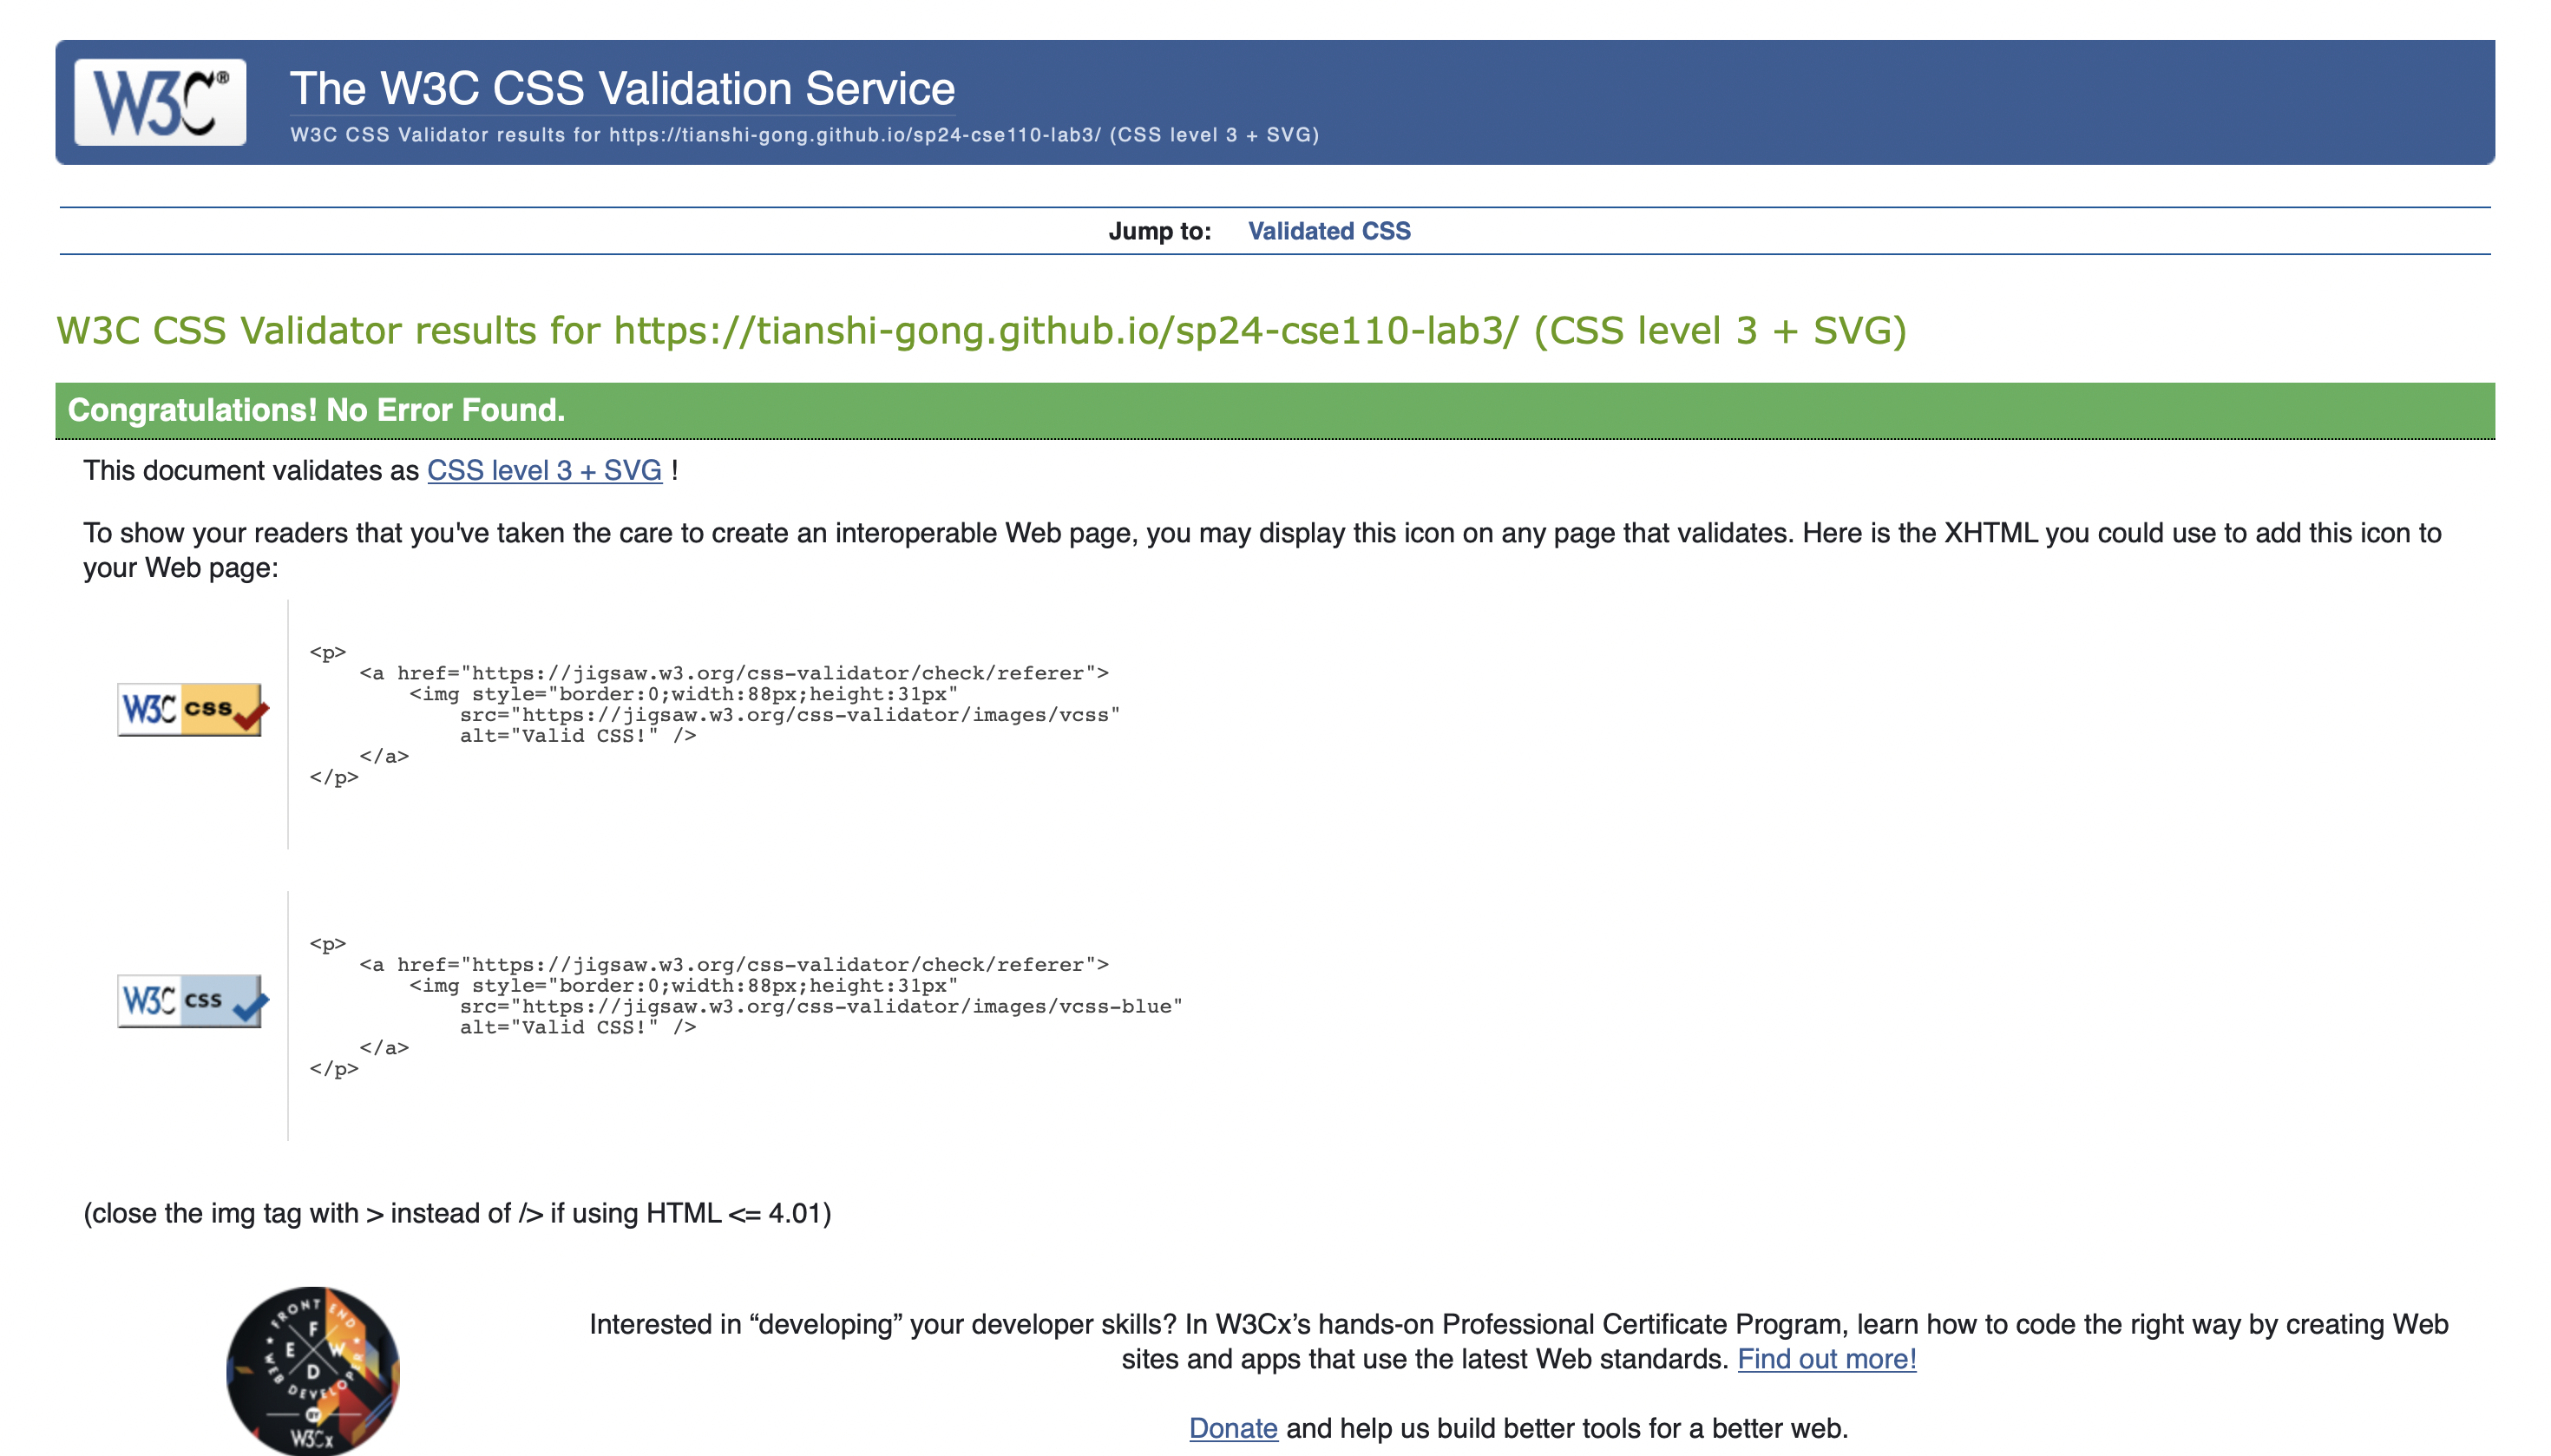 W3C®
The W3C CSS Validation Service
W3C CSS Validator results for https://tianshi-gong.github.io/sp24-cse110-lab3/ (CSS level 3 + SVG)
Jump to: Validated CSS
W3C CSS Validator results for https://tianshi-gong.github.io/sp24-cse110-lab3/ (CSS level 3 + SVG)
Congratulations! No Error Found.
This document validates as CSS level 3 + SVG !
To show your readers that you've taken the care to create an interoperable Web page, you may display this icon on any page that validates. Here is the XHTML you could use to add this icon to
your Web page:
W3C css
<p>
    <a href="https://jigsaw.w3.org/css-validator/check/referer">
        <img style="border:0;width:88px;height:31px"
            src="https://jigsaw.w3.org/css-validator/images/vcss"
            alt="Valid CSS!" />
    </a>
</p>
W3C css
<p>
    <a href="https://jigsaw.w3.org/css-validator/check/referer">
        <img style="border:0;width:88px;height:31px"
            src="https://jigsaw.w3.org/css-validator/images/vcss-blue"
            alt="Valid CSS!" />
    </a>
</p>
(close the img tag with > instead of /> if using HTML <= 4.01)
FRONT END
WEB DEVELOPER
F
E W
D
BY
W3Cx
Interested in “developing” your developer skills? In W3Cx’s hands-on Professional Certificate Program, learn how to code the right way by creating Web
sites and apps that use the latest Web standards. Find out more!
Donate and help us build better tools for a better web.